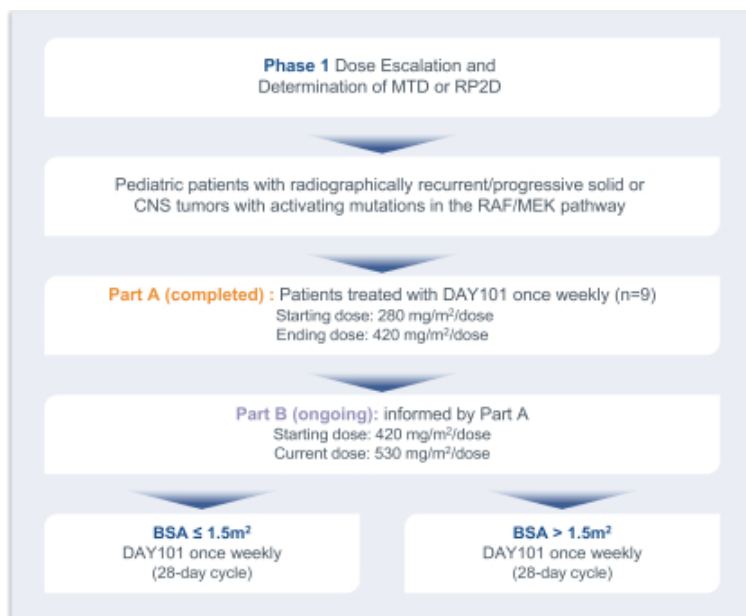 Phase 1 Dose Escalation and
Determination of MTD or RP2D
Pediatric patients with radiographically recurrent/progressive solid or
CNS tumors with activating mutations in the RAF/MEK pathway
Part A (completed) : Patients treated with DAY101 once weekly (n=9)
Starting dose: 280 mg/m²/dose
Ending dose: 420 mg/m²/dose
Part B (ongoing): informed by Part A
Starting dose: 420 mg/m²/dose
Current dose: 530 mg/m²/dose
BSA ≤ 1.5m²
DAY101 once weekly
(28-day cycle)
BSA > 1.5m²
DAY101 once weekly
(28-day cycle)